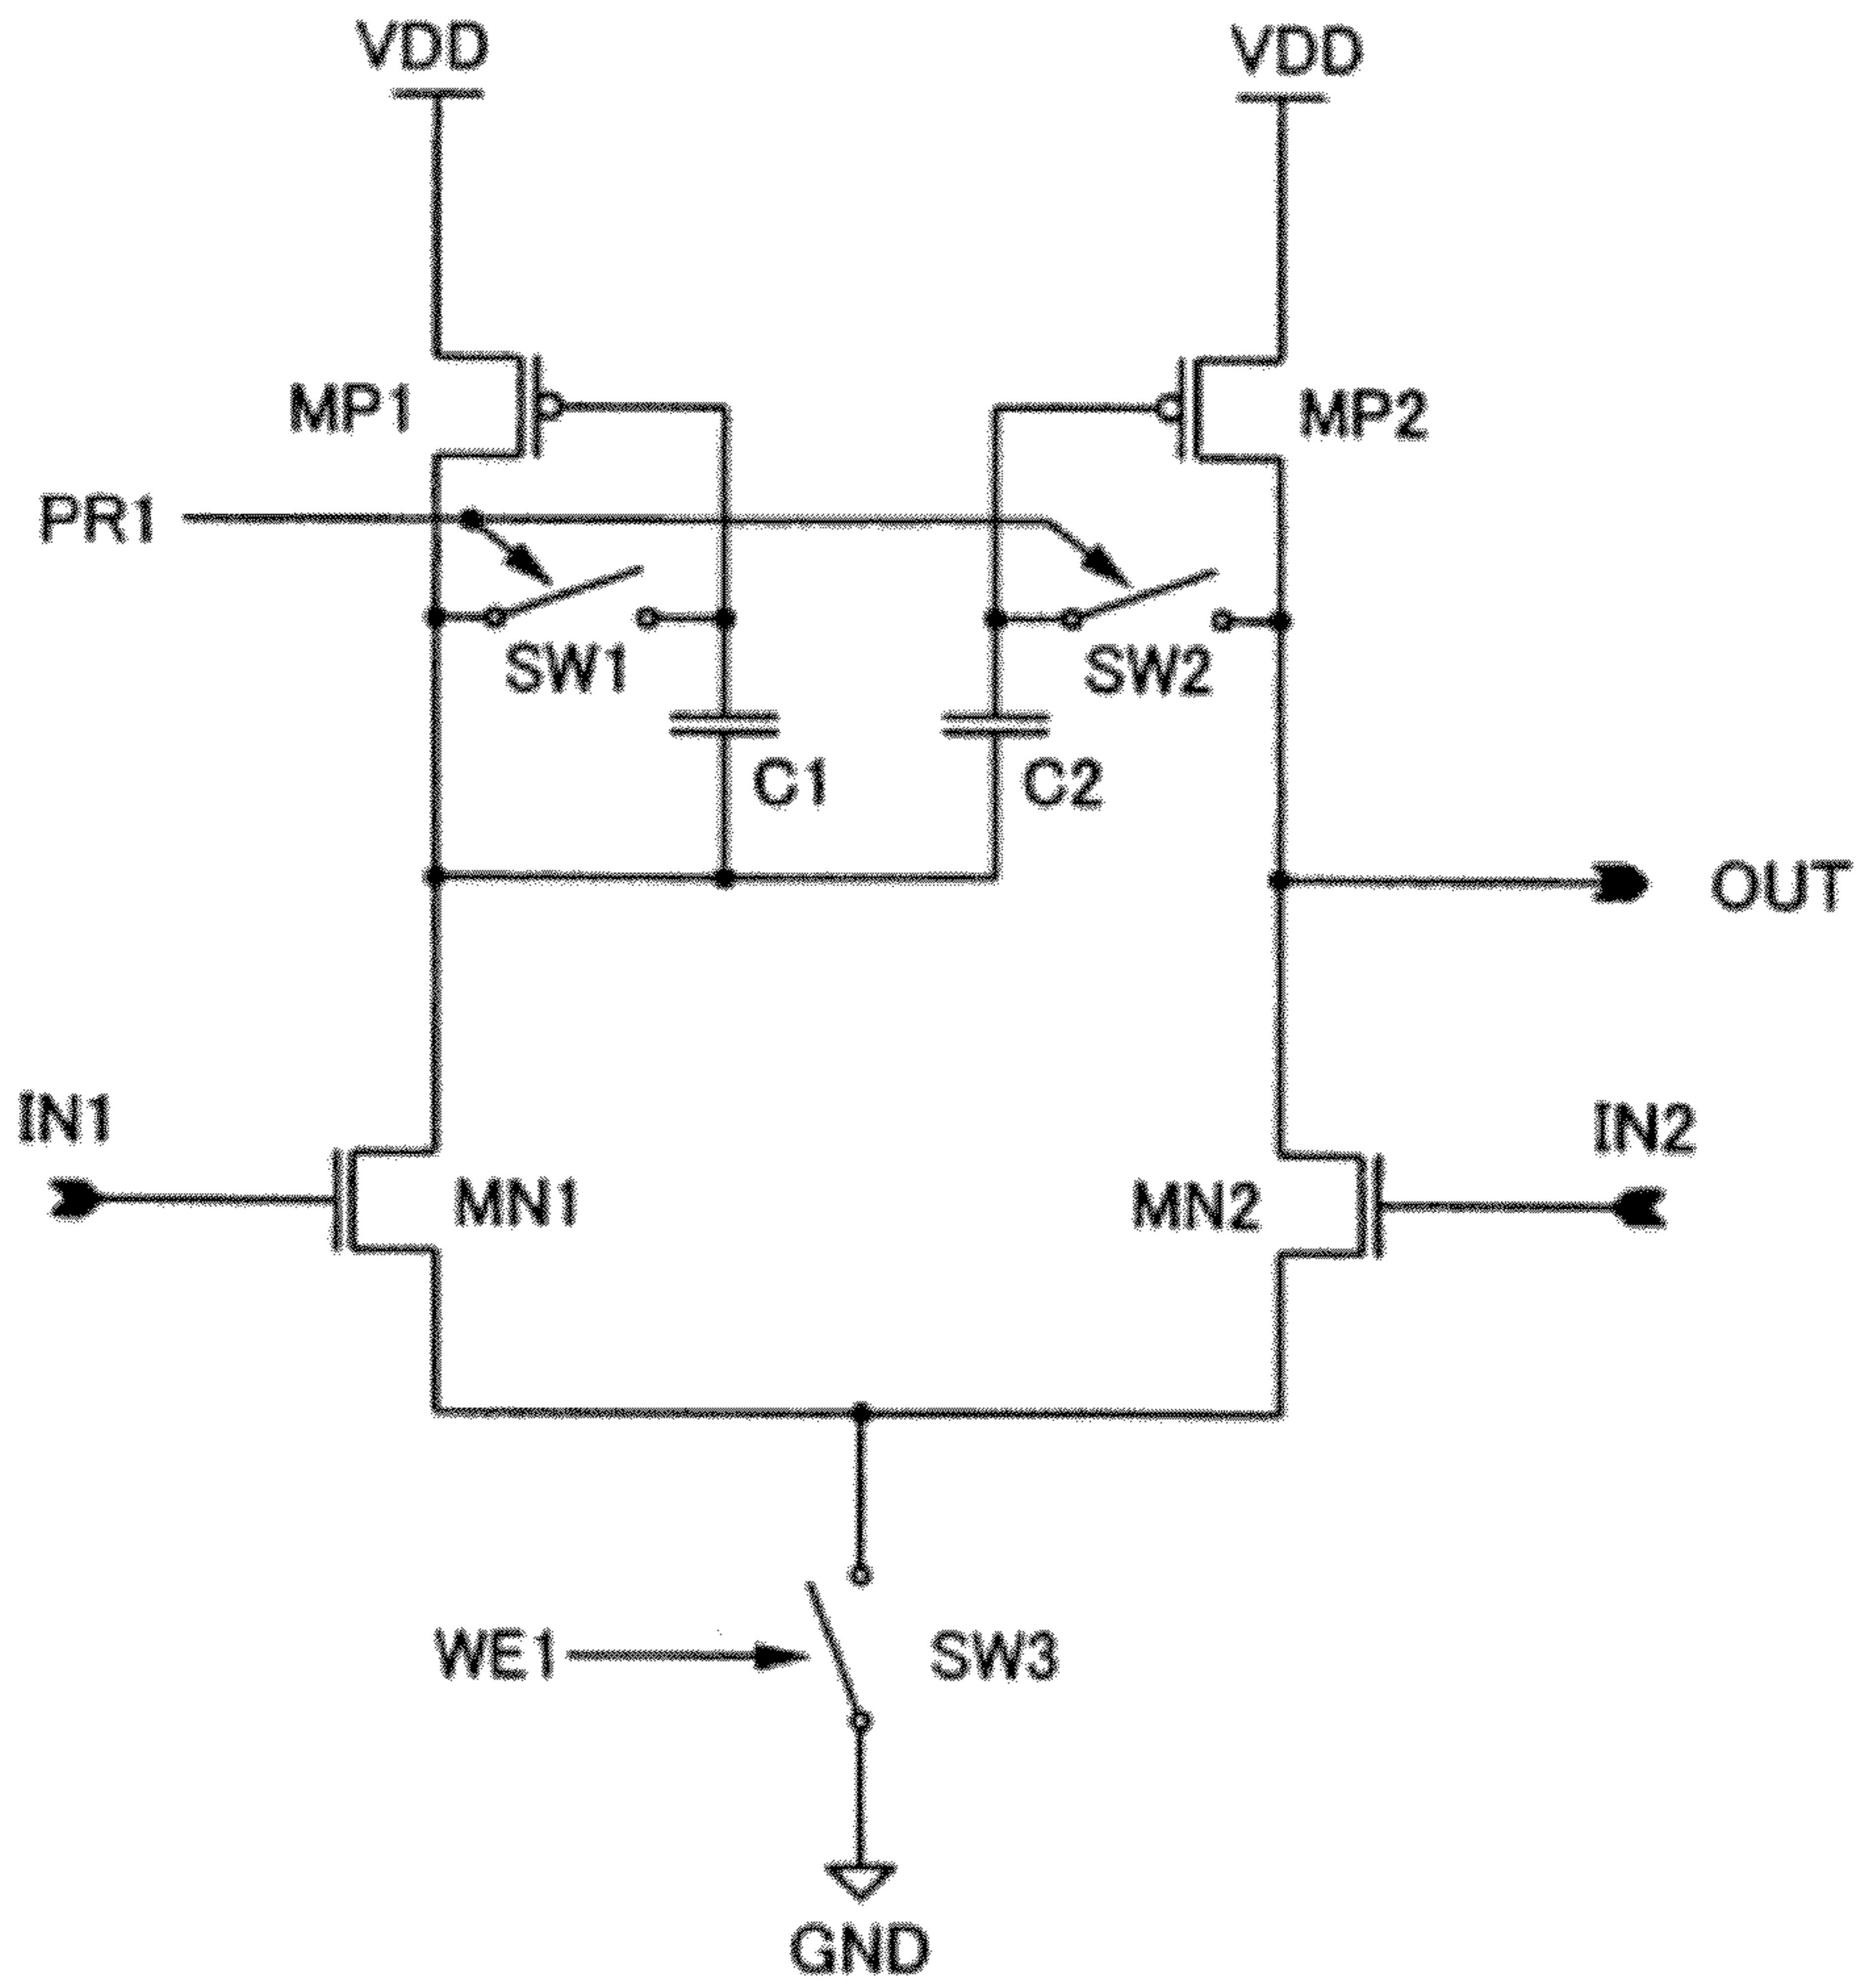 VDD
VDD
MP1
MP2
PR1
SW1
SW2
C1
C2
OUT
IN1
IN2
MN1
MN2
WE1
SW3
GND